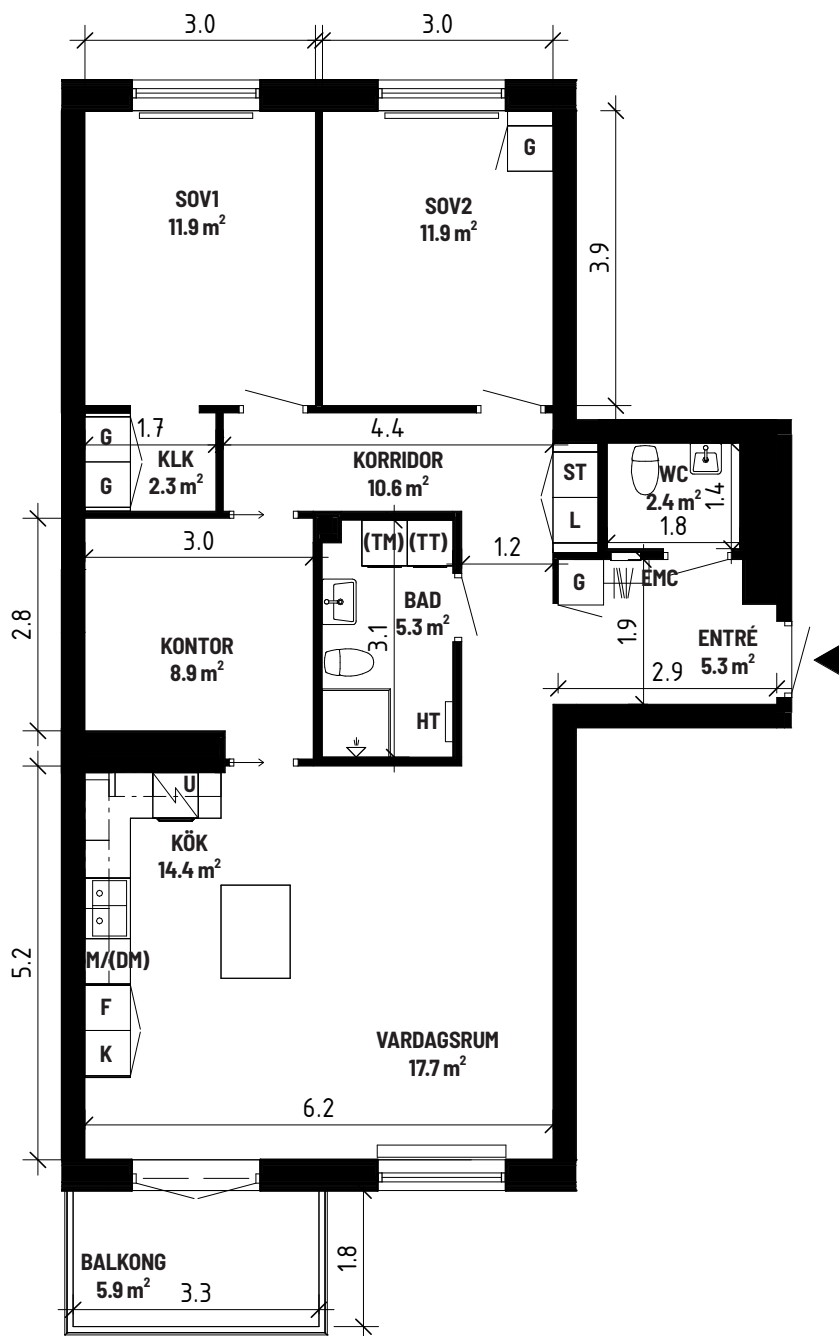 3.0
3.0
G
SOV1
11.9 m²
SOV2
11.9 m²
3.9
G
1.7
4.4
KLK
2.3 m²
G
KORRIDOR
10.6 m²
ST
L
WC
2.4 m²
1.4
1.8
3.0
(TM)
(TT)
1.2
G
EMC
2.8
BAD
5.3 m²
3.1
1.9
KONTOR
8.9 m²
ENTRÉ
5.3 m²
2.9
HT
U
KÖK
14.4 m²
5.2
M/(DM)
F
K
VARDAGSRUM
17.7 m²
6.2
BALKONG
5.9 m²
3.3
1.8